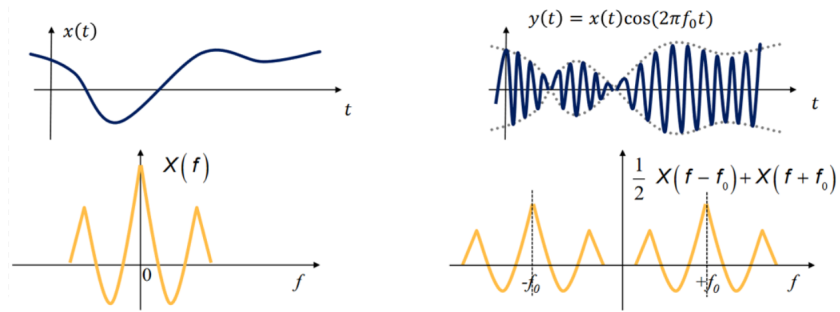 x(t)
t
X(f)
0
f
y(t) = x(t)cos(2πf₀t)
t
1/2 X(f − f₀)+ X(f + f₀)
-f₀
+f₀
f